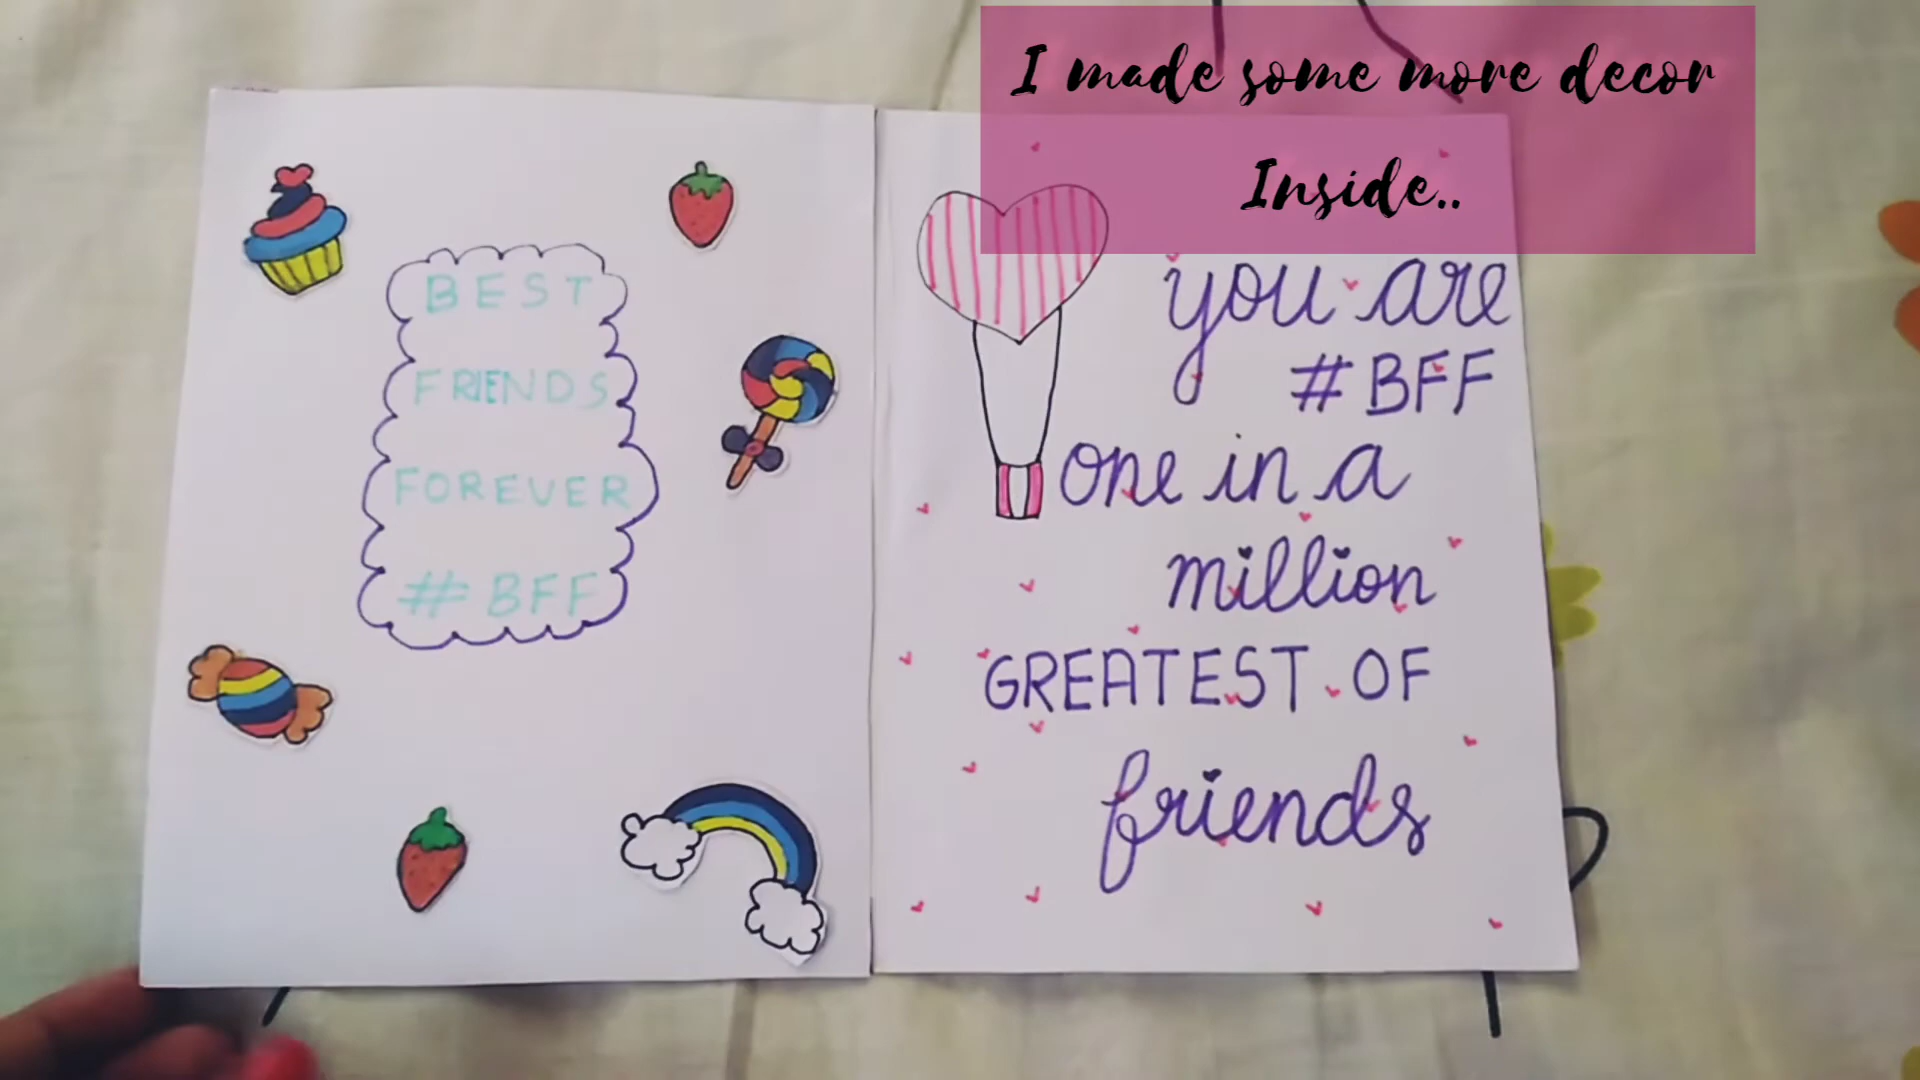 I made some more decor
Inside..
BEST
FRIENDS
FOREVER
#BFF
you are
#BFF
one in a
million
GREATEST OF
friends